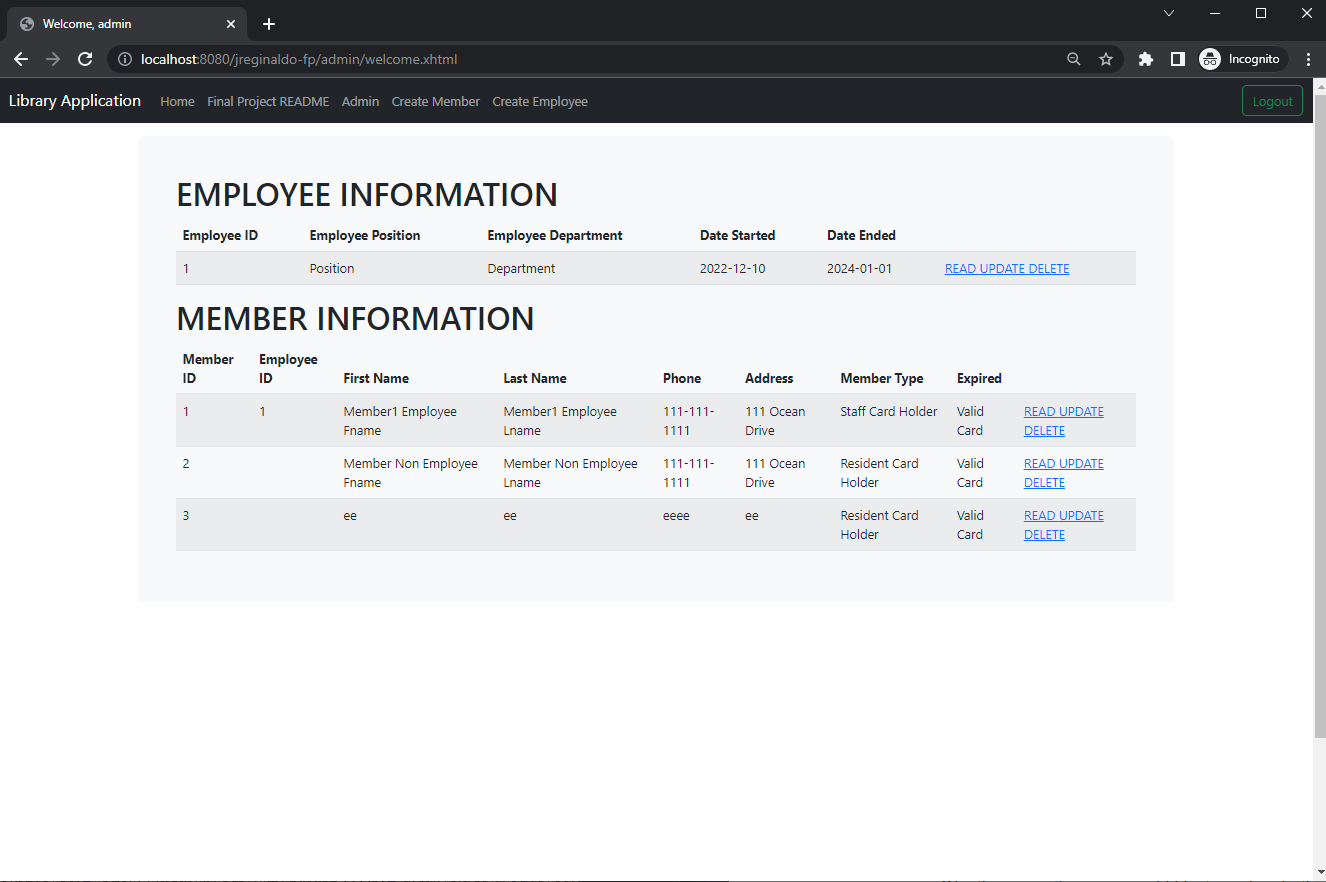 Welcome, admin
localhost:8080/jreginaldo-fp/admin/welcome.xhtml
Incognito
Library Application Home Final Project README Admin Create Member Create Employee Logout
EMPLOYEE INFORMATION
Employee ID Employee Position Employee Department Date Started Date Ended
1 Position Department 2022-12-10 2024-01-01 READ UPDATE DELETE
MEMBER INFORMATION
Member Employee
ID ID First Name Last Name Phone Address Member Type Expired
1 1 Member1 Employee Member1 Employee 111-111- 111 Ocean Staff Card Holder Valid READ UPDATE
Fname Lname 1111 Drive Card DELETE
2 Member Non Employee Member Non Employee 111-111- 111 Ocean Resident Card Valid READ UPDATE
Fname Lname 1111 Drive Holder Card DELETE
3 ee ee eeee ee Resident Card Valid READ UPDATE
Holder Card DELETE